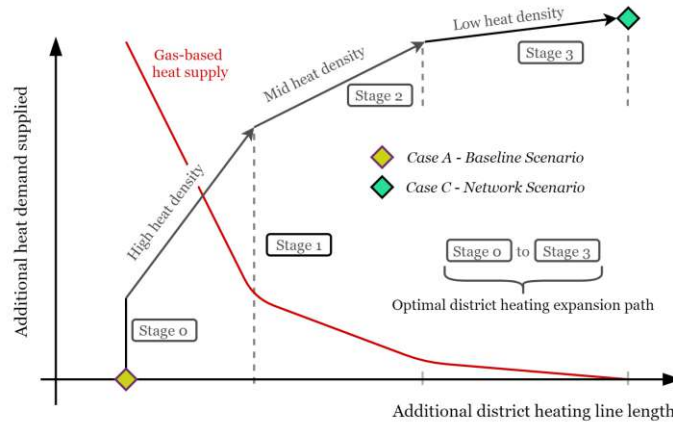 Low heat density
Gas-based
heat supply
Mid heat density
Stage 3
Stage 2
Case A - Baseline Scenario
Case C - Network Scenario
High heat density
Stage 1
Stage 0 to Stage 3
Optimal district heating expansion path
Stage 0
Additional heat demand supplied
Additional district heating line length